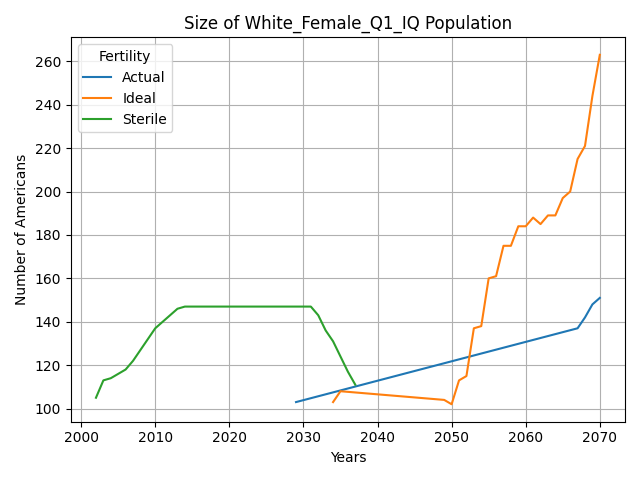 Size of White_Female_Q1_IQ Population
Fertility
Actual
Ideal
Sterile
Number of Americans
260
240
220
200
180
160
140
120
100
2000 2010 2020 2030 2040 2050 2060 2070
Years